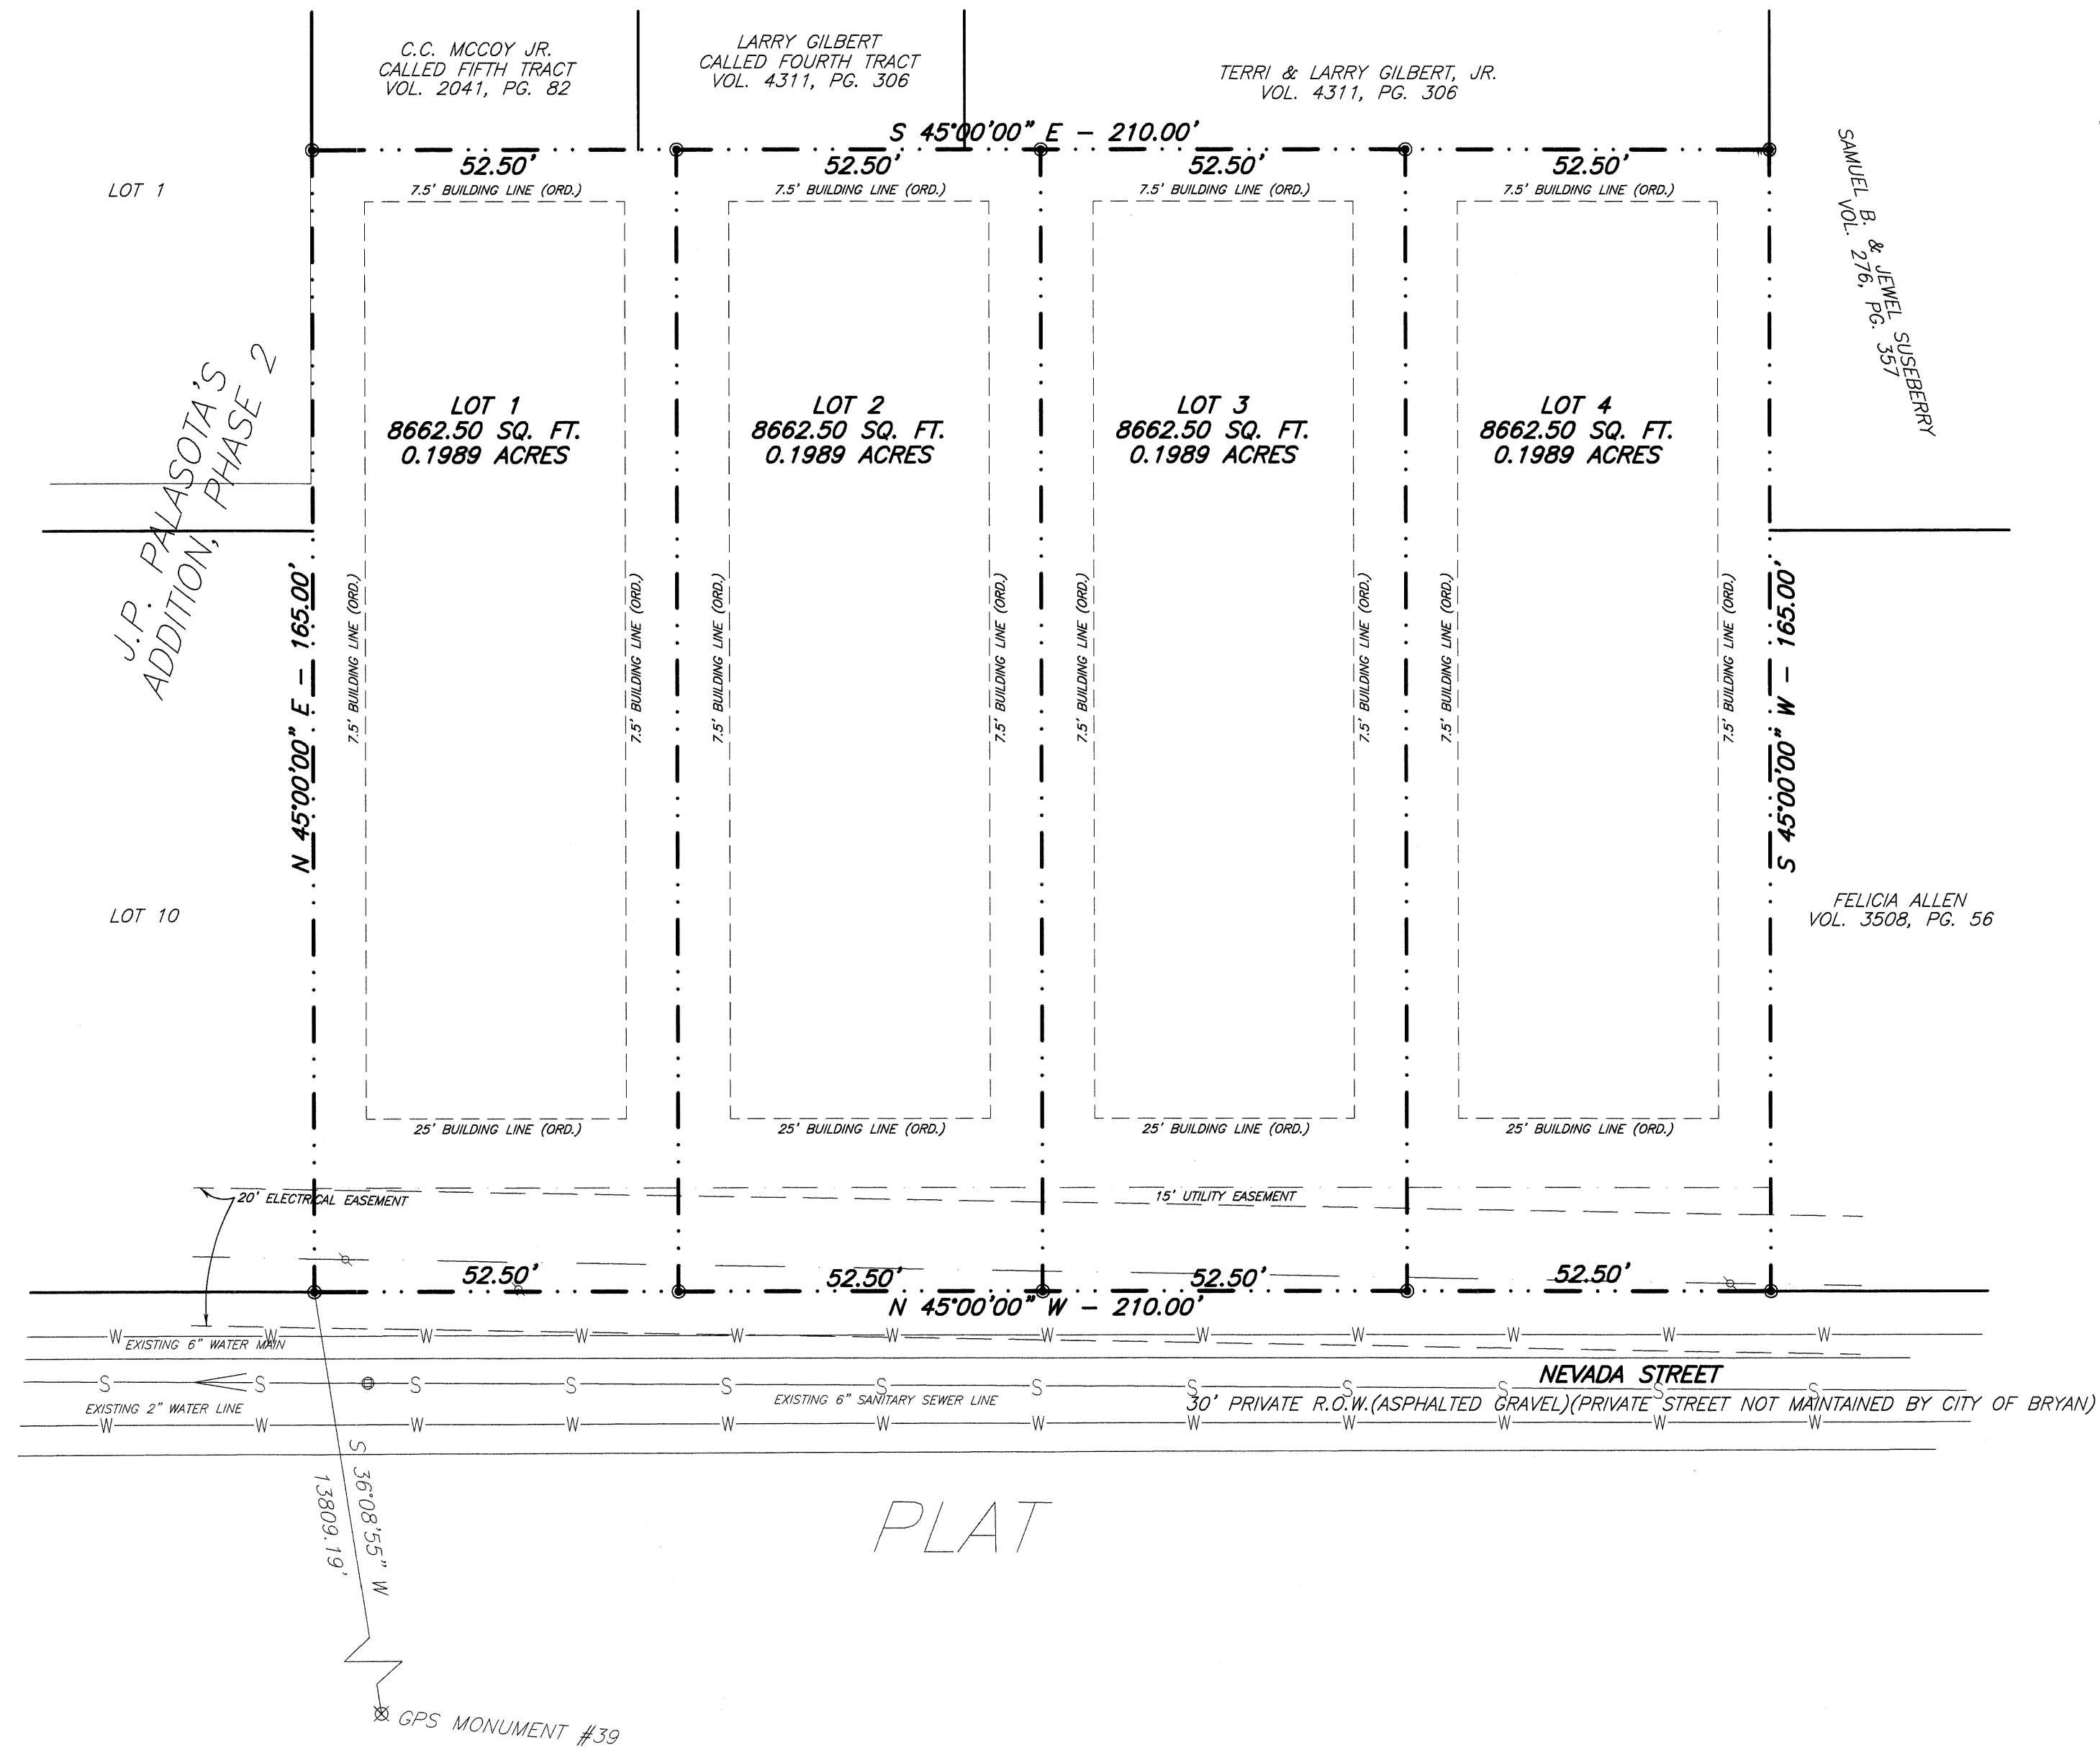 C.C. MCCOY JR.
CALLED FIFTH TRACT
VOL. 2041, PG. 82
LARRY GILBERT
CALLED FOURTH TRACT
VOL. 4311, PG. 306
TERRI & LARRY GILBERT, JR.
VOL. 4311, PG. 306
S 45°00'00" E - 210.00'
52.50'
52.50'
52.50'
52.50'
7.5' BUILDING LINE (ORD.)
7.5' BUILDING LINE (ORD.)
7.5' BUILDING LINE (ORD.)
7.5' BUILDING LINE (ORD.)
LOT 1
SAMUEL B. & JEWEL SUSEBERRY
VOL. 276, PG. 357
J.P. PALASOTA'S
ADDITION, PHASE 2
LOT 1
8662.50 SQ. FT.
0.1989 ACRES
LOT 2
8662.50 SQ. FT.
0.1989 ACRES
LOT 3
8662.50 SQ. FT.
0.1989 ACRES
LOT 4
8662.50 SQ. FT.
0.1989 ACRES
N 45°00'00" E - 165.00'
7.5' BUILDING LINE (ORD.)
7.5' BUILDING LINE (ORD.)
7.5' BUILDING LINE (ORD.)
7.5' BUILDING LINE (ORD.)
7.5' BUILDING LINE (ORD.)
7.5' BUILDING LINE (ORD.)
7.5' BUILDING LINE (ORD.)
7.5' BUILDING LINE (ORD.)
S 45°00'00" W - 165.00'
LOT 10
FELICIA ALLEN
VOL. 3508, PG. 56
25' BUILDING LINE (ORD.)
25' BUILDING LINE (ORD.)
25' BUILDING LINE (ORD.)
25' BUILDING LINE (ORD.)
20' ELECTRICAL EASEMENT
15' UTILITY EASEMENT
52.50'
52.50'
52.50'
52.50'
N 45°00'00" W - 210.00'
W W W W W W W W W W W W
EXISTING 6" WATER MAIN
NEVADA STREET
S S S S S S S S S S S S
EXISTING 6" SANITARY SEWER LINE
30' PRIVATE R.O.W.(ASPHALTED GRAVEL)(PRIVATE STREET NOT MAINTAINED BY CITY OF BRYAN)
EXISTING 2" WATER LINE
W W W W W W W W W W W W
S 36°08'55" W
13809.19'
PLAT
GPS MONUMENT #39